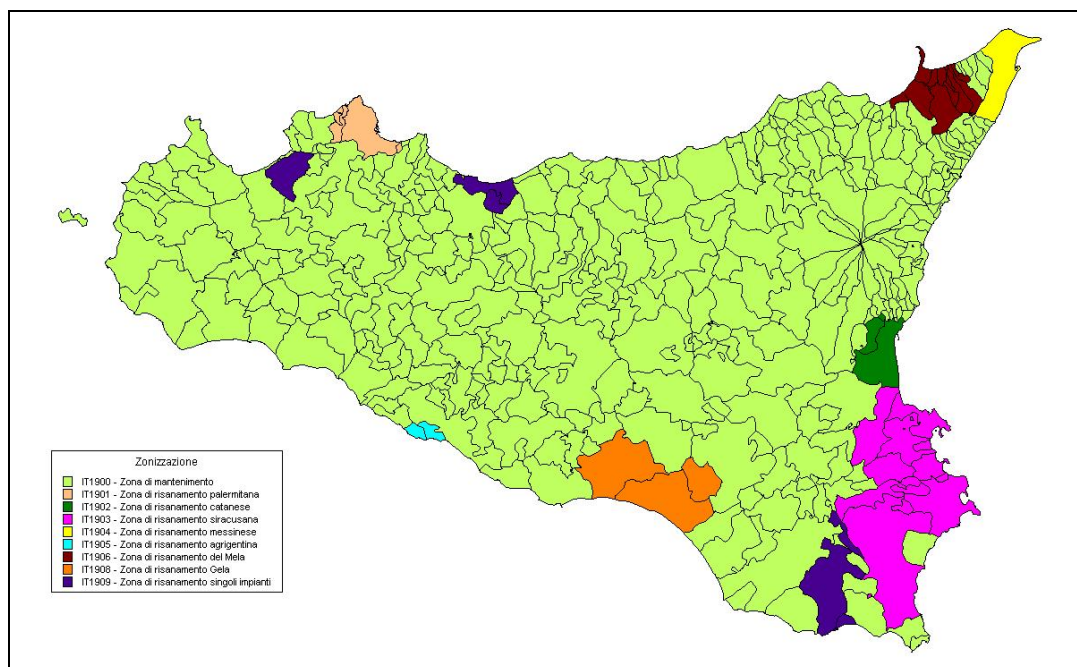 Zonizzazione
IT1900 - Zona di mantenimento
IT1901 - Zona di risanamento palermitana
IT1902 - Zona di risanamento catanese
IT1903 - Zona di risanamento siracusana
IT1904 - Zona di risanamento messinese
IT1905 - Zona di risanamento agrigentina
IT1906 - Zona di risanamento del Mela
IT1908 - Zona di risanamento Gela
IT1909 - Zona di risanamento singoli impianti